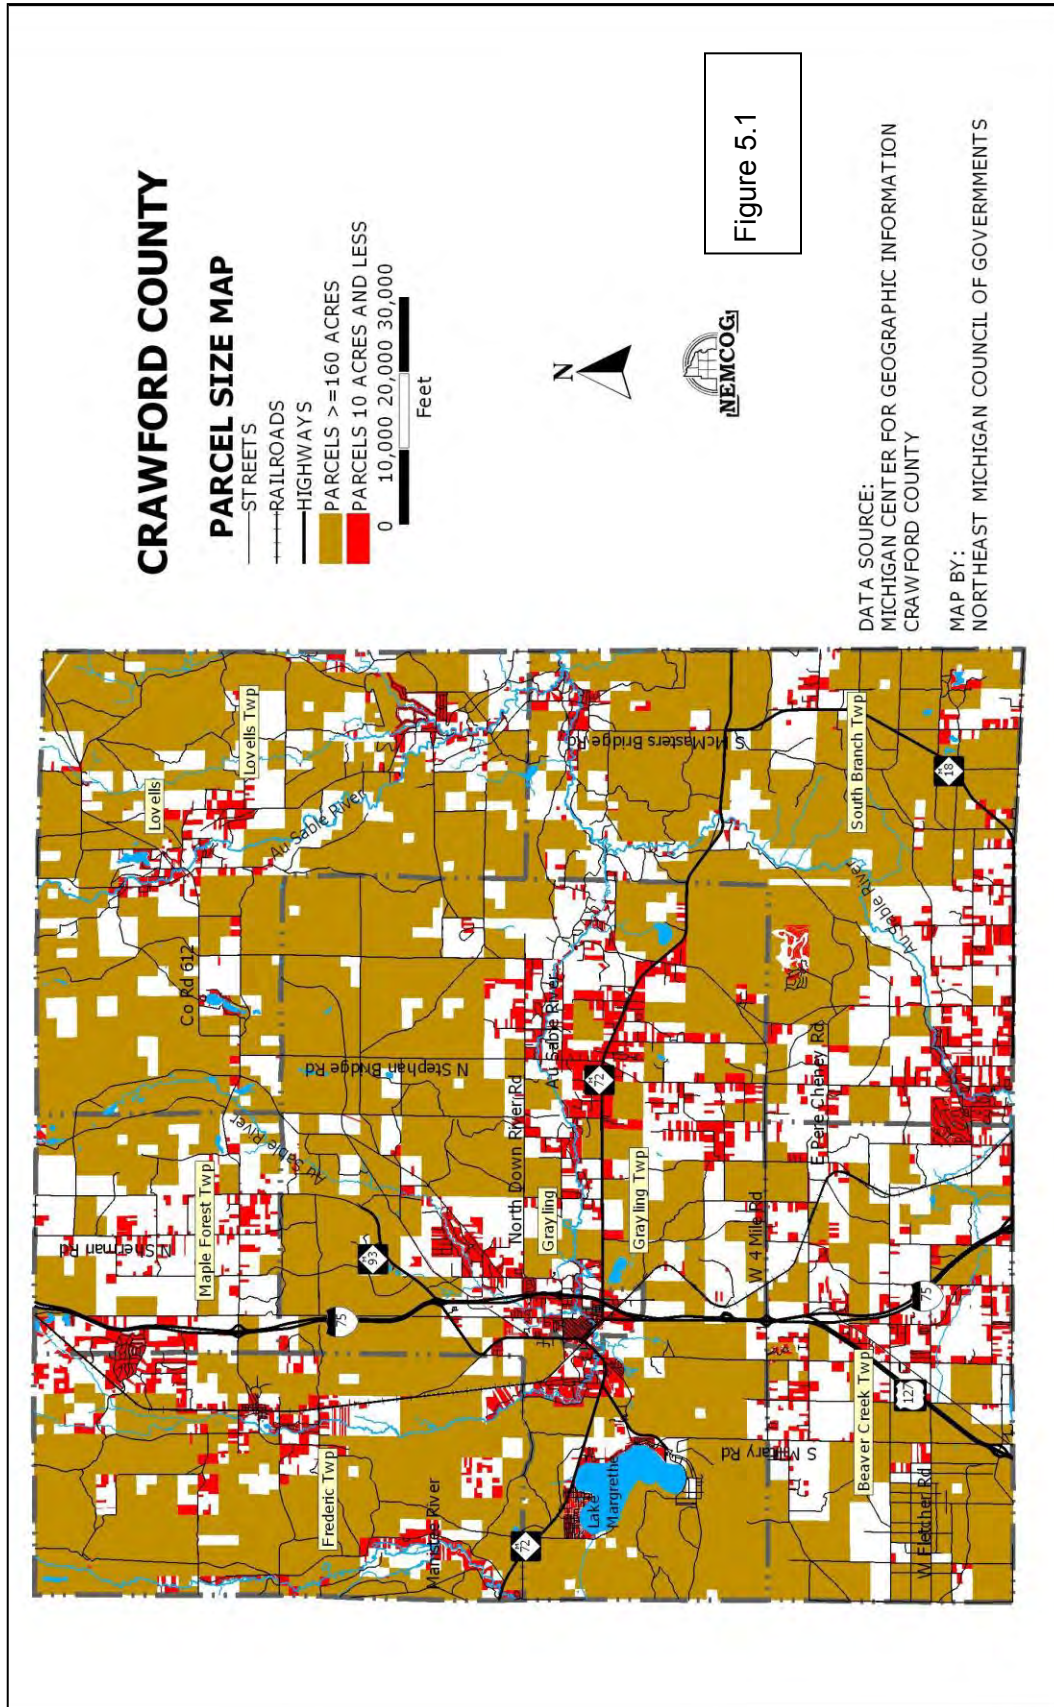 CRAWFORD COUNTY
PARCEL SIZE MAP
STREETS
RAILROADS
HIGHWAYS
PARCELS >=160 ACRES
PARCELS 10 ACRES AND LESS
0 10,000 20,000 30,000
Feet
N
NEMCOG
Figure 5.1
DATA SOURCE:
MICHIGAN CENTER FOR GEOGRAPHIC INFORMATION
CRAWFORD COUNTY
MAP BY:
NORTHEAST MICHIGAN COUNCIL OF GOVERNMENTS
Lovells
Lovells Twp
Au Sable River
Co Rd 612
N Stephan Bridge Rd
Au Sable River
Maple Forest Twp
N Sherman Rd
M 93
75
Frederic Twp
Manistee River
M 72
Lake
Margrethe
North Down River Rd
Grayling
Au Sable River
M 72
Grayling Twp
S McMasters Bridge Rd
South Branch Twp
M 18
Au Sable River
E Pere Cheney Rd
W 4 Mile Rd
S Military Rd
Beaver Creek Twp
127
75
W Fletcher Rd